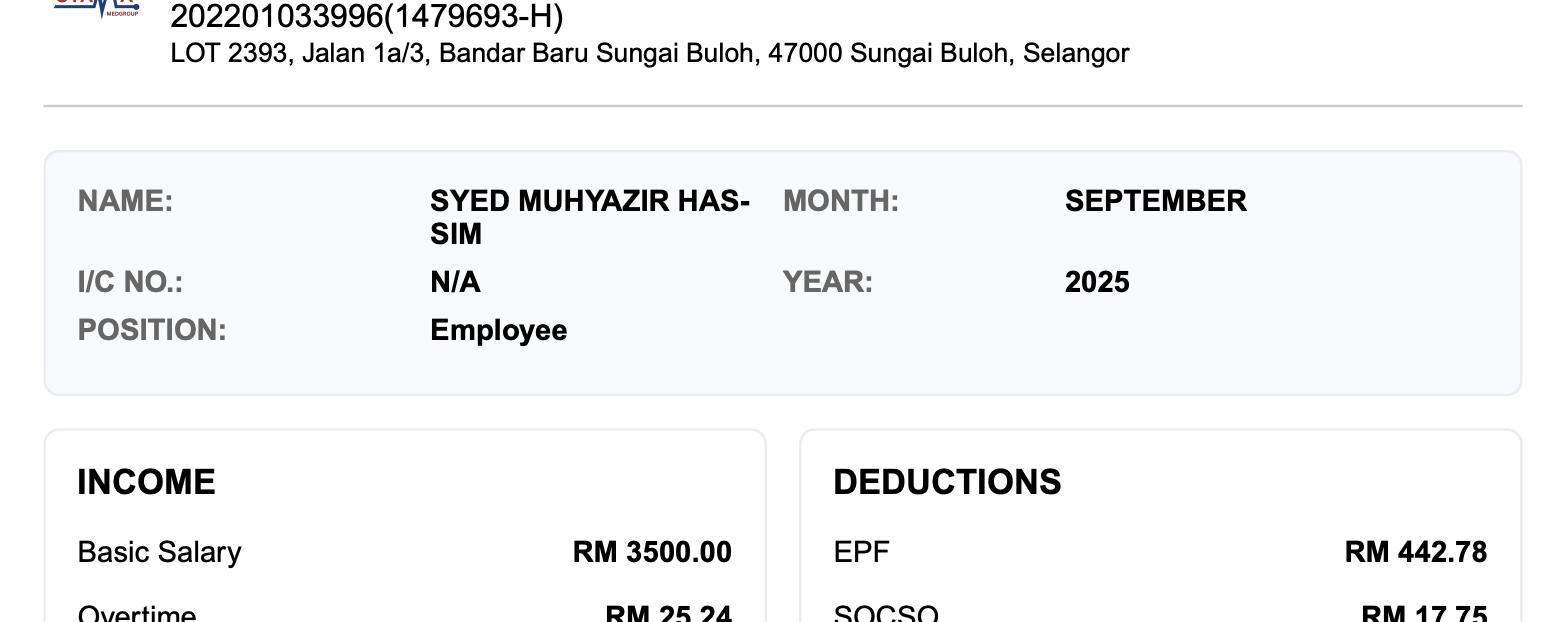 MEDGROUP
202201033996(1479693-H)
LOT 2393, Jalan 1a/3, Bandar Baru Sungai Buloh, 47000 Sungai Buloh, Selangor
NAME: SYED MUHYAZIR HAS- MONTH: SEPTEMBER
SIM
I/C NO.: N/A YEAR: 2025
POSITION: Employee
INCOME DEDUCTIONS
Basic Salary RM 3500.00 EPF RM 442.78
Overtime RM 25.24 SOCSO RM 17.75